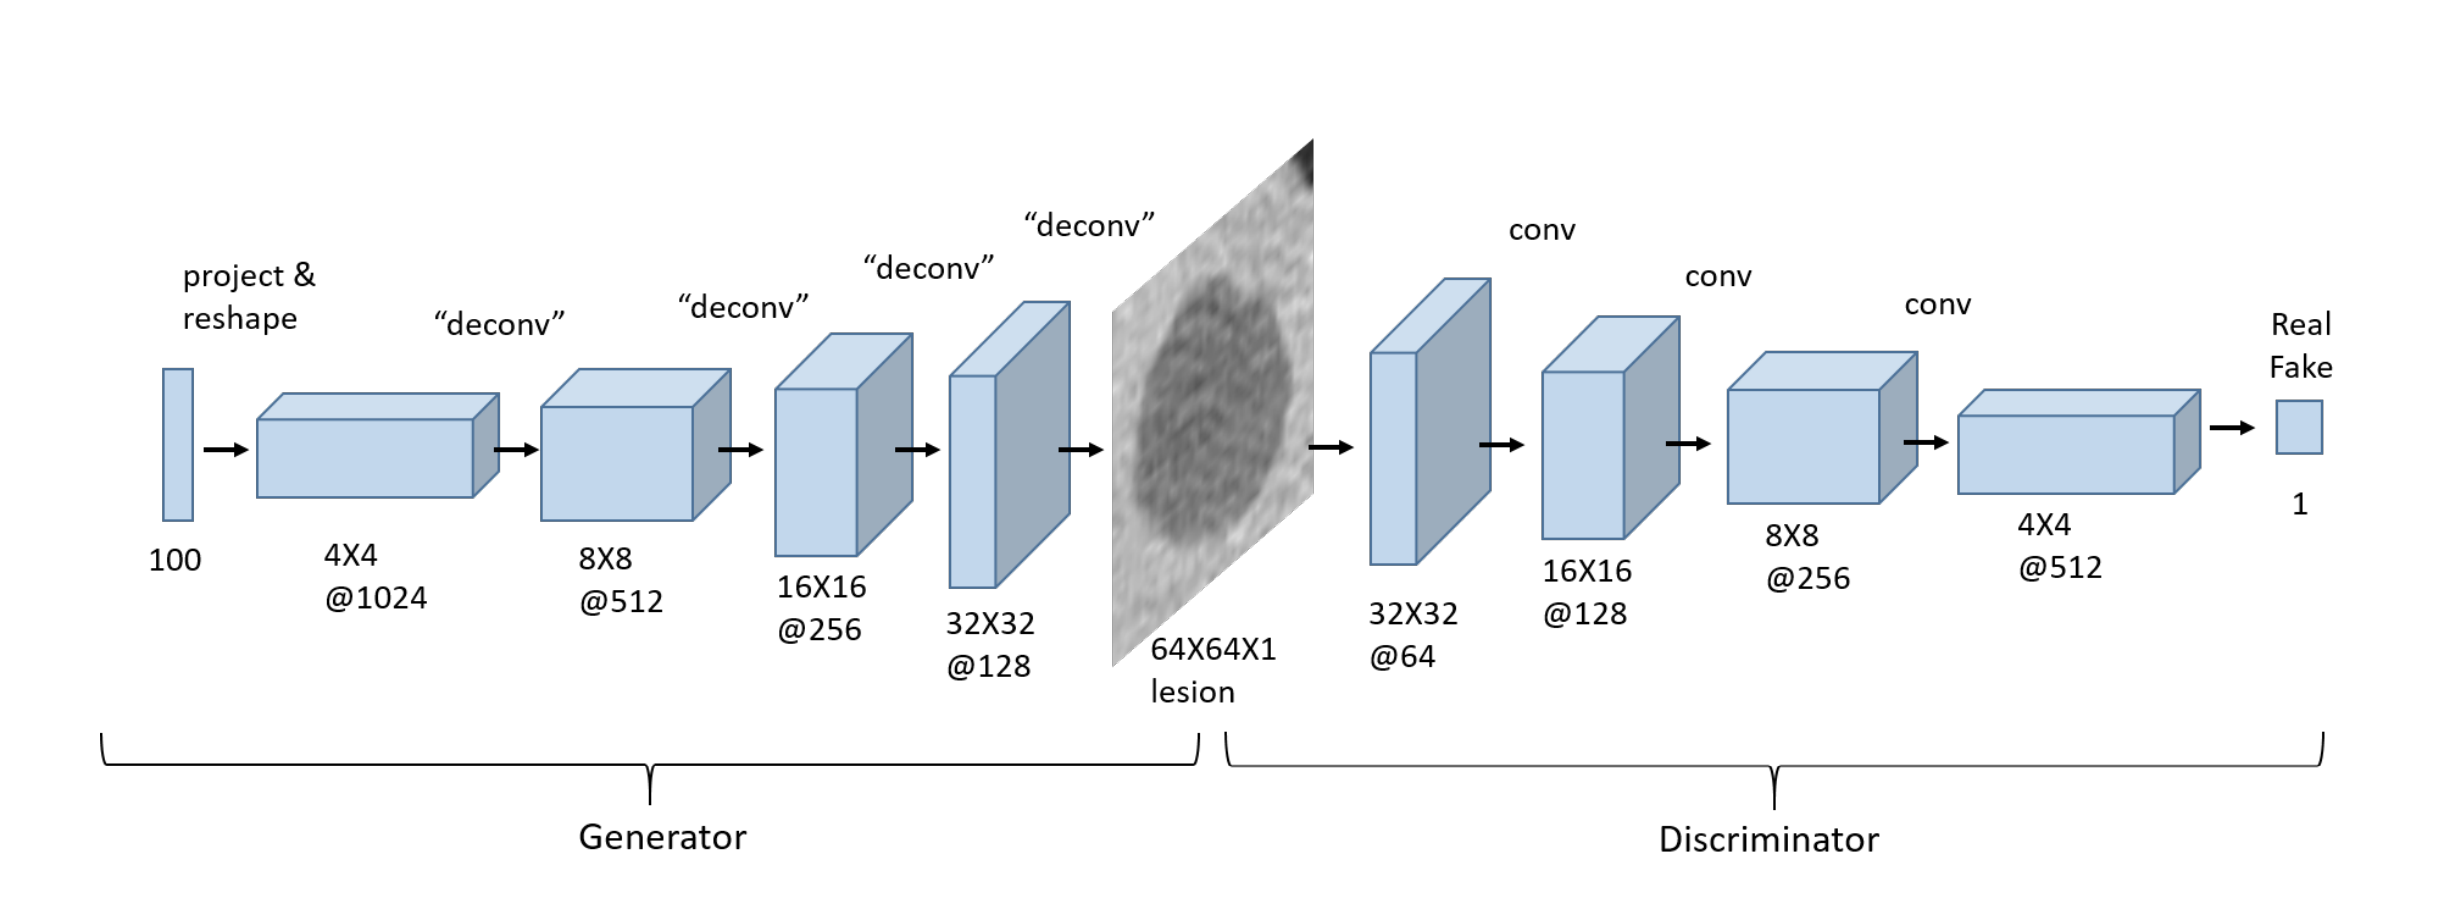 project &
reshape
“deconv”
“deconv”
“deconv”
“deconv”
conv
conv
conv
Real
Fake
100
4X4
@1024
8X8
@512
16X16
@256
32X32
@128
64X64X1
lesion
32X32
@64
16X16
@128
8X8
@256
4X4
@512
1
Generator
Discriminator